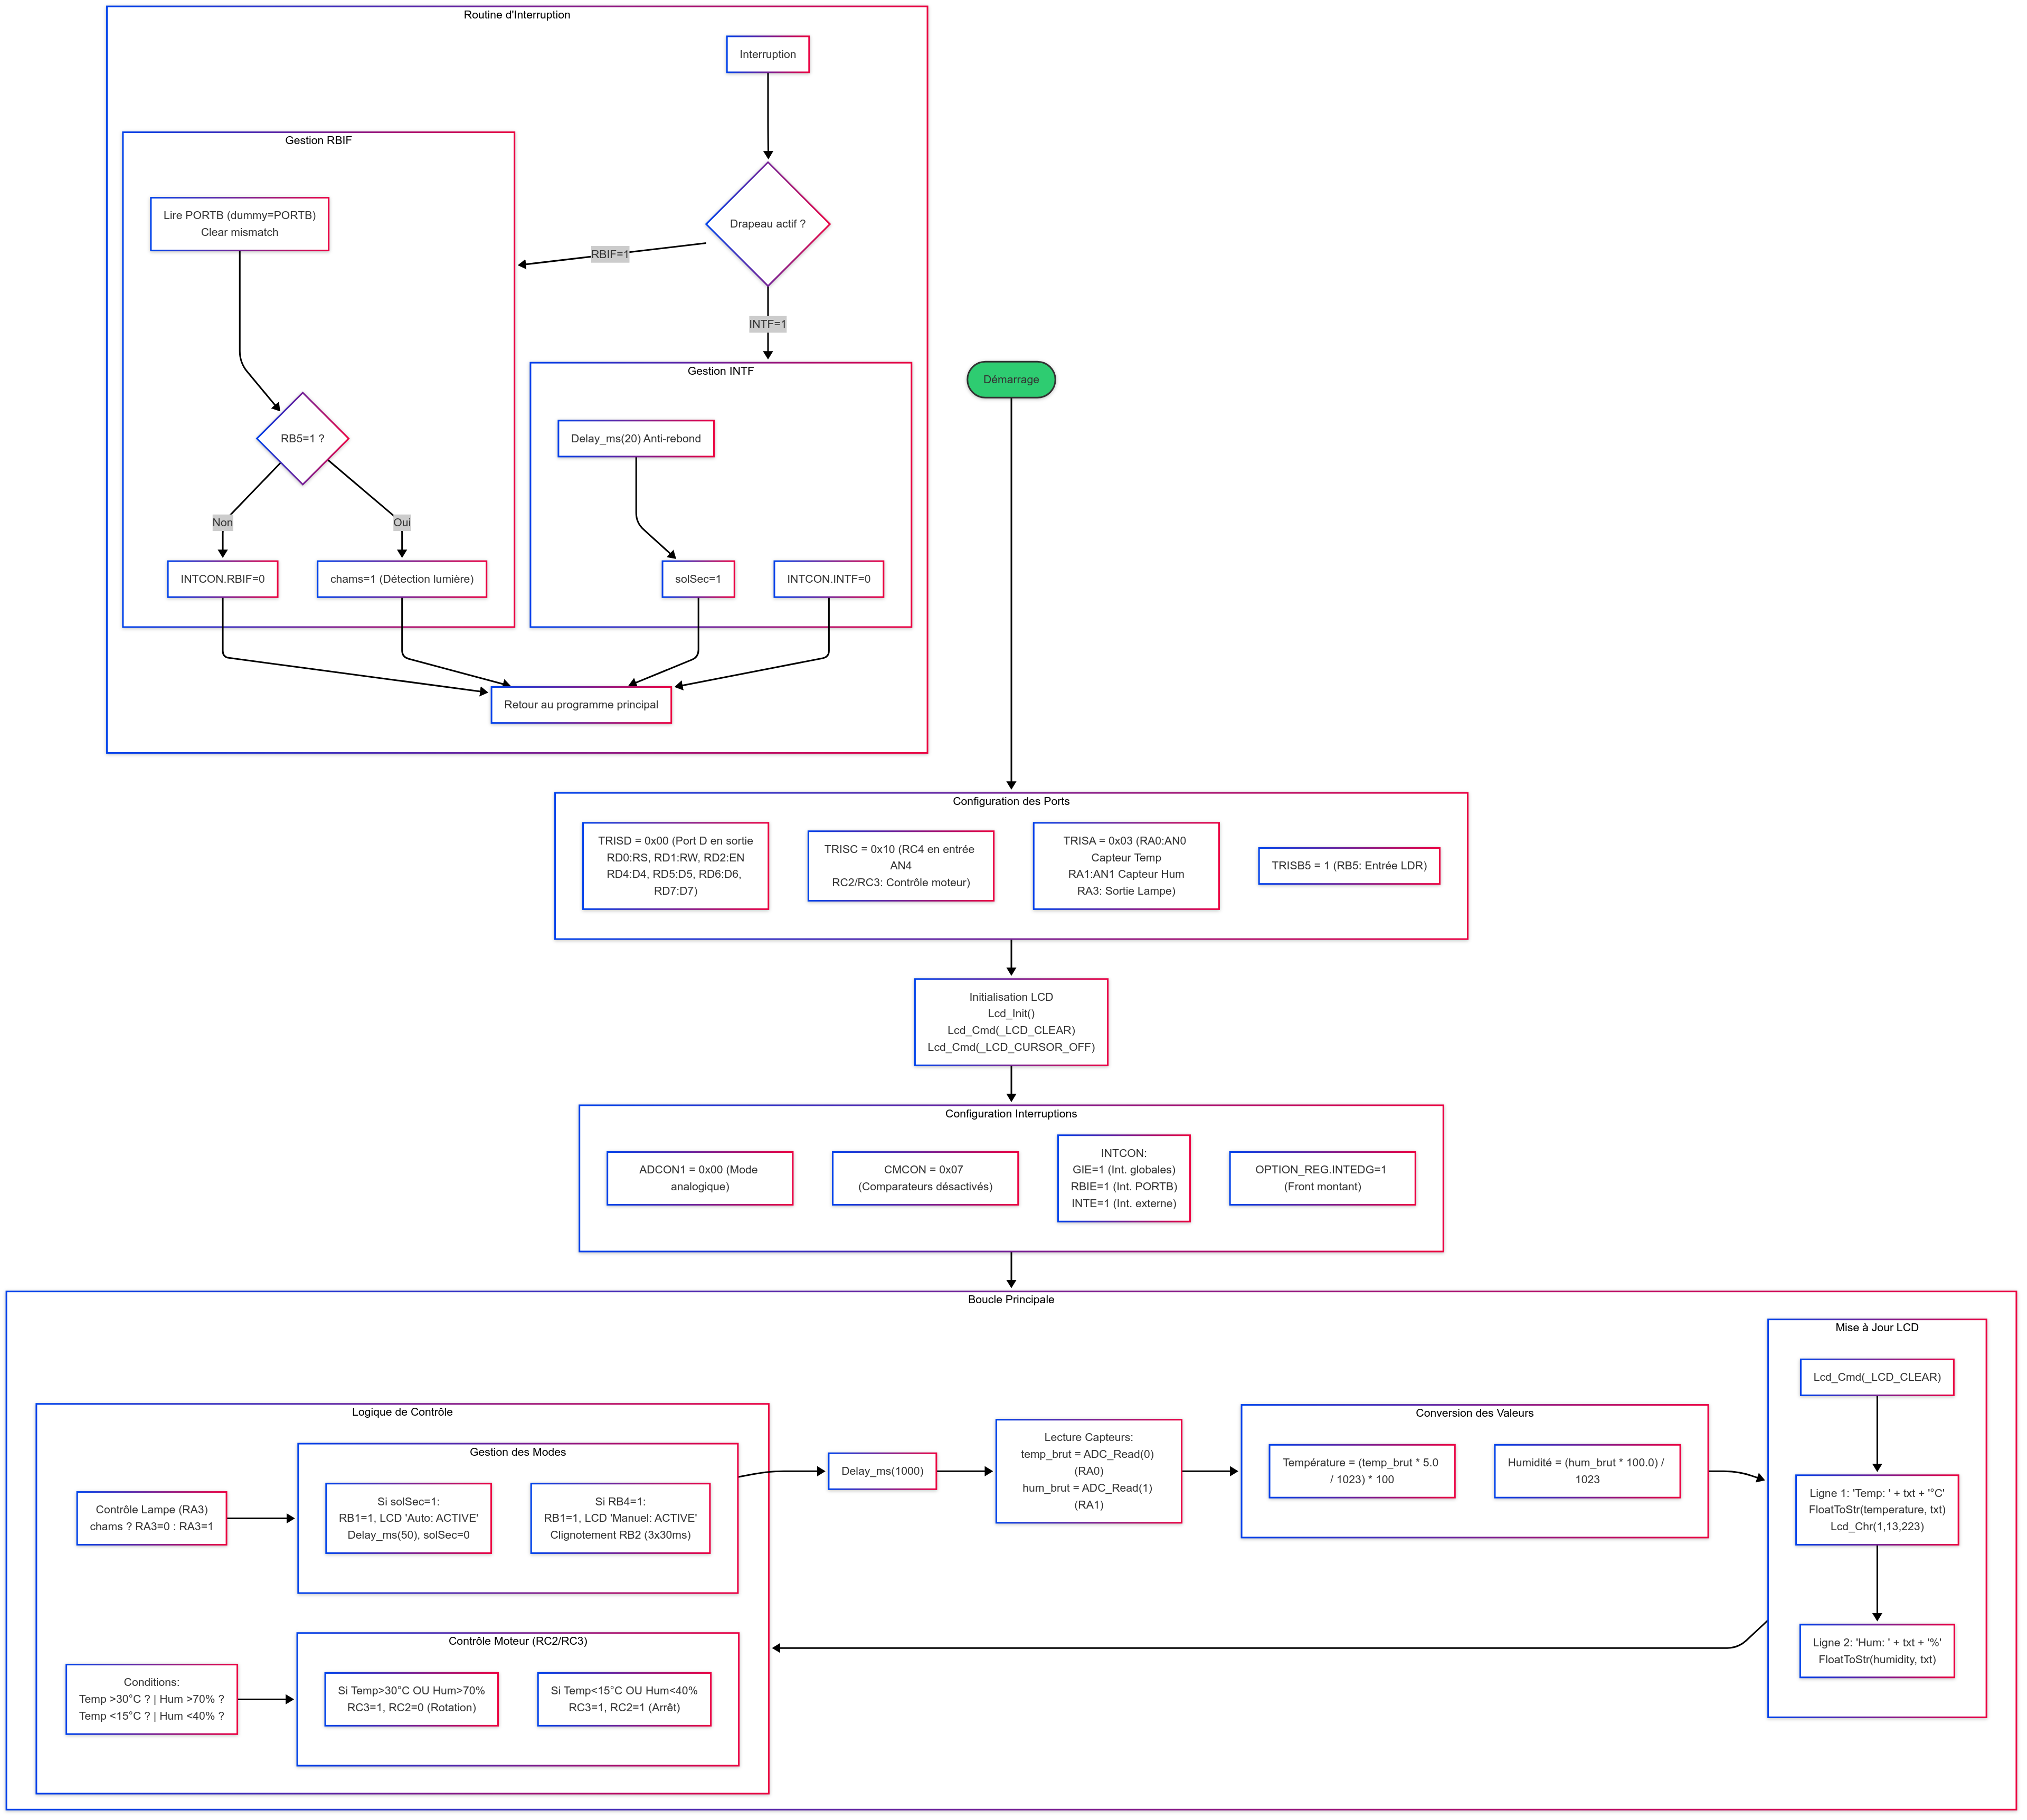 Routine d'Interruption
Interruption
Gestion RBIF
Lire PORTB (dummy=PORTB)
Clear mismatch
Drapeau actif ?
RBIF=1
INTF=1
Gestion INTF
Démarrage
Delay_ms(20) Anti-rebond
RB5=1 ?
Non
Oui
INTCON.RBIF=0
chams=1 (Détection lumière)
solSec=1
INTCON.INTF=0
Retour au programme principal
Configuration des Ports
TRISD = 0x00 (Port D en sortie
RD0:RS, RD1:RW, RD2:EN
RD4:D4, RD5:D5, RD6:D6,
RD7:D7)
TRISC = 0x10 (RC4 en entrée
AN4
RC2/RC3: Contrôle moteur)
TRISA = 0x03 (RA0:AN0
Capteur Temp
RA1:AN1 Capteur Hum
RA3: Sortie Lampe)
TRISB5 = 1 (RB5: Entrée LDR)
Initialisation LCD
Lcd_Init()
Lcd_Cmd(_LCD_CLEAR)
Lcd_Cmd(_LCD_CURSOR_OFF)
Configuration Interruptions
ADCON1 = 0x00 (Mode
analogique)
CMCON = 0x07
(Comparateurs désactivés)
INTCON:
GIE=1 (Int. globales)
RBIE=1 (Int. PORTB)
INTE=1 (Int. externe)
OPTION_REG.INTEDG=1
(Front montant)
Boucle Principale
Logique de Contrôle
Gestion des Modes
Contrôle Lampe (RA3)
chams ? RA3=0 : RA3=1
Si solSec=1:
RB1=1, LCD 'Auto: ACTIVE'
Delay_ms(50), solSec=0
Si RB4=1:
RB1=1, LCD 'Manuel: ACTIVE'
Clignotement RB2 (3x30ms)
Delay_ms(1000)
Lecture Capteurs:
temp_brut = ADC_Read(0)
(RA0)
hum_brut = ADC_Read(1)
(RA1)
Conversion des Valeurs
Température = (temp_brut * 5.0
/ 1023) * 100
Humidité = (hum_brut * 100.0) /
1023
Mise à Jour LCD
Lcd_Cmd(_LCD_CLEAR)
Ligne 1: 'Temp: ' + txt + '°C'
FloatToStr(temperature, txt)
Lcd_Chr(1,13,223)
Ligne 2: 'Hum: ' + txt + '%'
FloatToStr(humidity, txt)
Contrôle Moteur (RC2/RC3)
Conditions:
Temp >30°C ? | Hum >70% ?
Temp <15°C ? | Hum <40% ?
Si Temp>30°C OU Hum>70%
RC3=1, RC2=0 (Rotation)
Si Temp<15°C OU Hum<40%
RC3=1, RC2=1 (Arrêt)